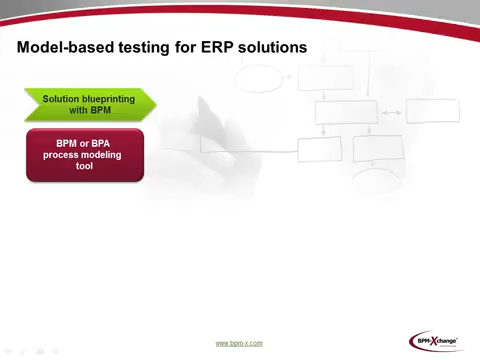 Model-based testing for ERP solutions
Solution blueprinting
with BPM
BPM or BPA
process modeling
tool
www.bpm-x.com
BPM-Xchange